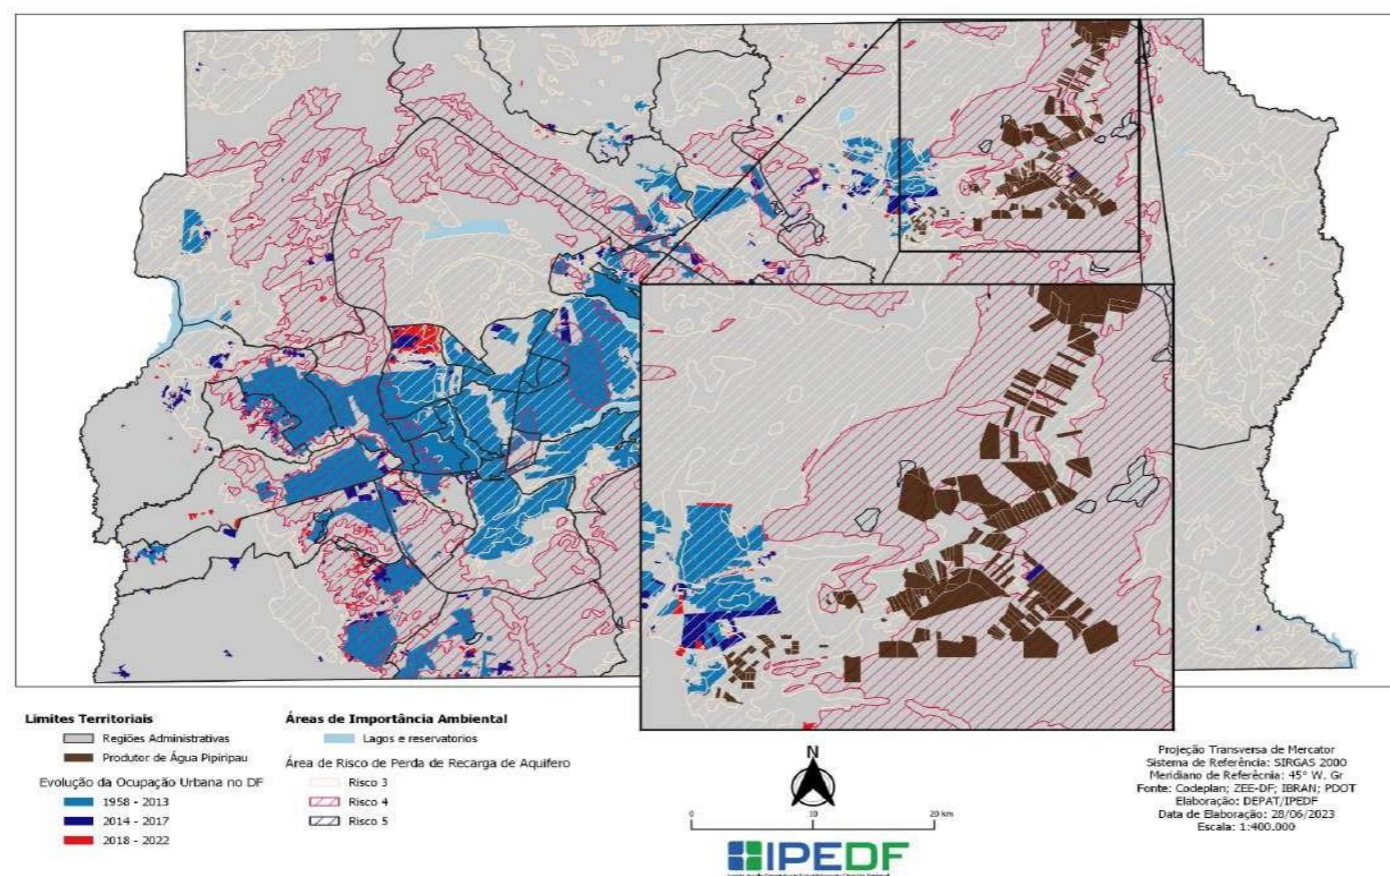 Limites Territoriais
Regiões Administrativas
Produtor de Água Pipiripau
Evolução da Ocupação Urbana no DF
1958 - 2013
2014 - 2017
2018 - 2022
Áreas de Importância Ambiental
Lagos e reservatorios
Área de Risco de Perda de Recarga de Aquifero
Risco 3
Risco 4
Risco 5
N
0 10 20 km
IPEDF
Projeção Transversa de Mercator
Sistema de Referência: SIRGAS 2000
Meridiano de Referêcnia: 45° W. Gr
Fonte: Codeplan; ZEE-DF; IBRAN; PDOT
Elaboração: DEPAT/IPEDF
Data de Elaboração: 28/06/2023
Escala: 1:400.000